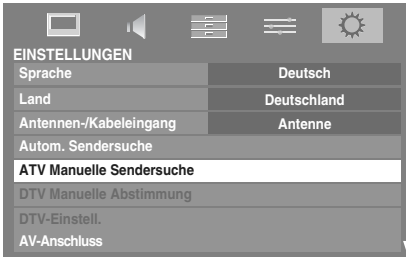 EINSTELLUNGEN
Sprache Deutsch
Land Deutschland
Antennen-/Kabeleingang Antenne
Autom. Sendersuche
ATV Manuelle Sendersuche
DTV Manuelle Abstimmung
DTV-Einstell.
AV-Anschluss